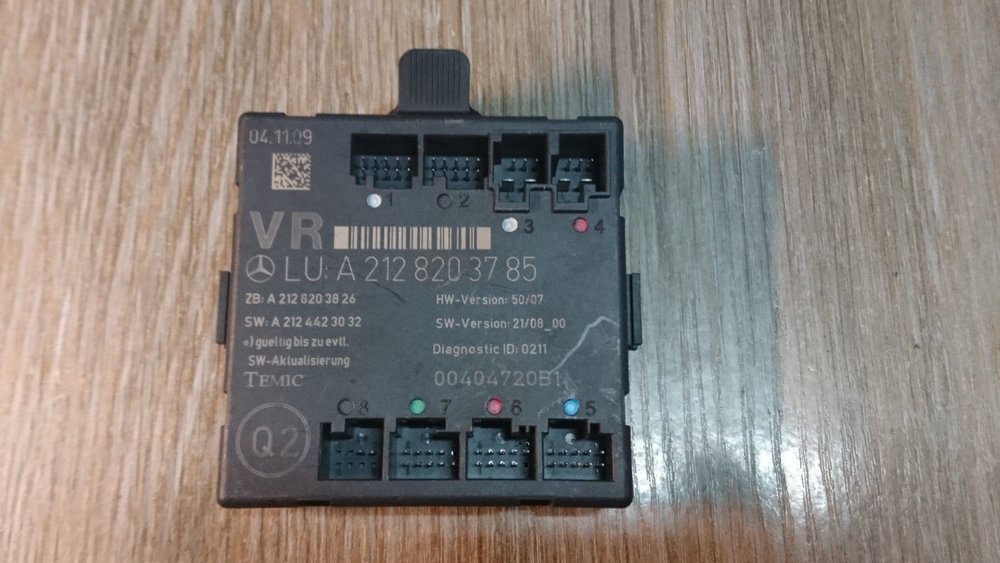 04.11.09
1 2
3 4
VR
LU: A 212 820 37 85
ZB: A 212 820 38 26
HW-Version: 50/07
SW: A 212 442 30 32
SW-Version: 21/08_00
*) gueltig bis zu evtl.
SW-Aktualisierung
Diagnostic ID: 0211
TEMIC
00404720B1
8 7 6 5
Q2